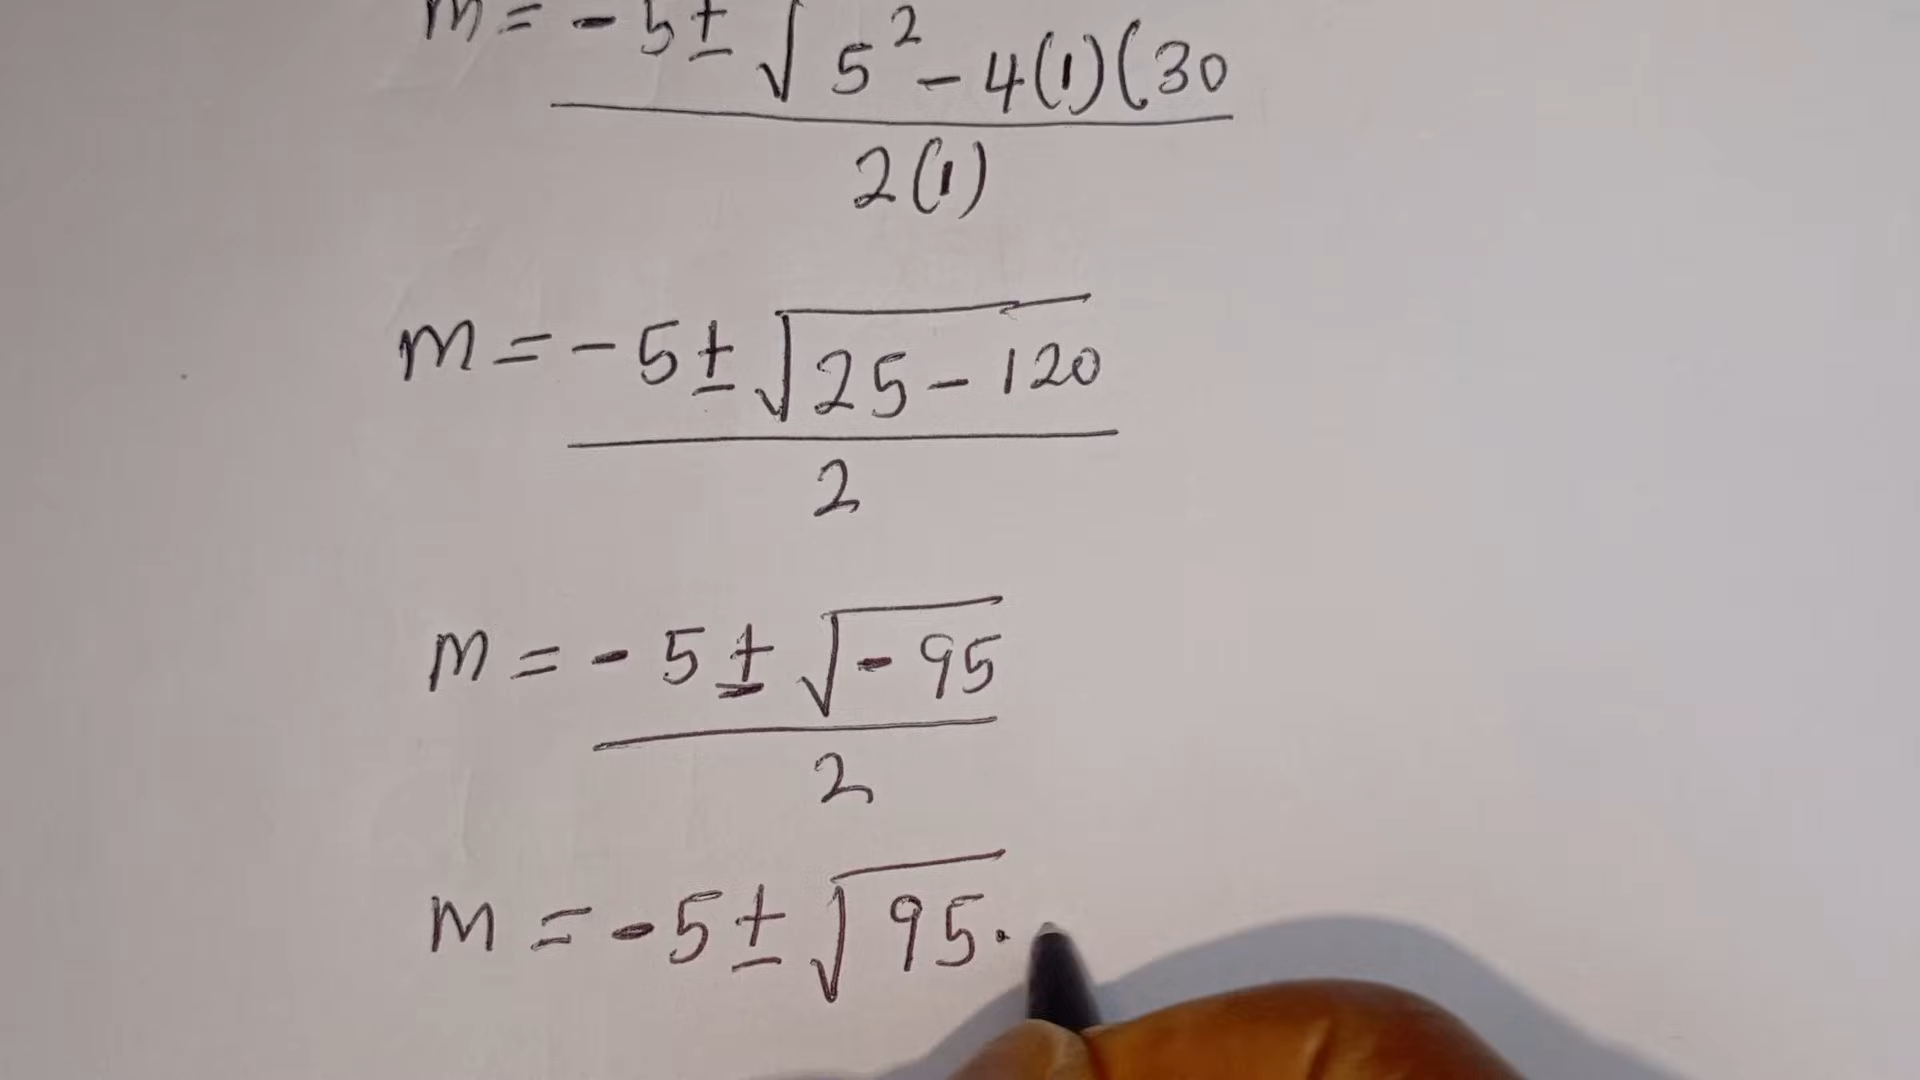 m = -5 ± √5² - 4(1)(30
2(1)
m = -5 ± √25 - 120
2
m = -5 ± √-95
2
m = -5 ± √95 ·